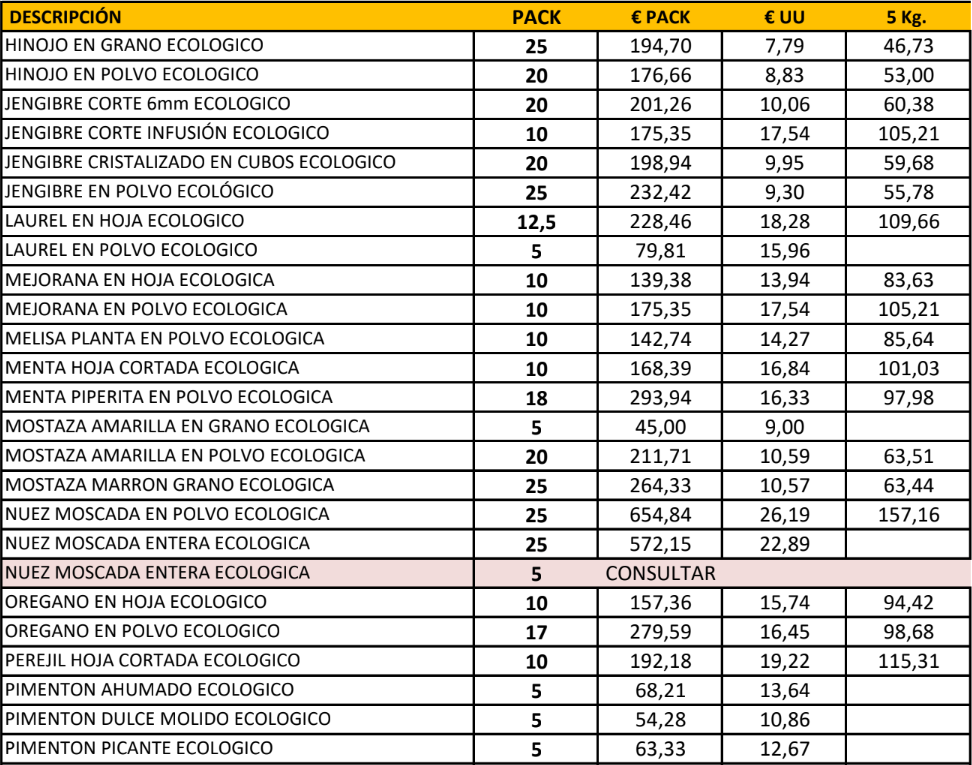 DESCRIPCIÓN PACK € PACK € UU 5 Kg.
HINOJO EN GRANO ECOLOGICO 25 194,70 7,79 46,73
HINOJO EN POLVO ECOLOGICO 20 176,66 8,83 53,00
JENGIBRE CORTE 6mm ECOLOGICO 20 201,26 10,06 60,38
JENGIBRE CORTE INFUSIÓN ECOLOGICO 10 175,35 17,54 105,21
JENGIBRE CRISTALIZADO EN CUBOS ECOLOGICO 20 198,94 9,95 59,68
JENGIBRE EN POLVO ECOLÓGICO 25 232,42 9,30 55,78
LAUREL EN HOJA ECOLOGICO 12,5 228,46 18,28 109,66
LAUREL EN POLVO ECOLOGICO 5 79,81 15,96
MEJORANA EN HOJA ECOLOGICA 10 139,38 13,94 83,63
MEJORANA EN POLVO ECOLOGICA 10 175,35 17,54 105,21
MELISA PLANTA EN POLVO ECOLOGICA 10 142,74 14,27 85,64
MENTA HOJA CORTADA ECOLOGICA 10 168,39 16,84 101,03
MENTA PIPERITA EN POLVO ECOLOGICA 18 293,94 16,33 97,98
MOSTAZA AMARILLA EN GRANO ECOLOGICA 5 45,00 9,00
MOSTAZA AMARILLA EN POLVO ECOLOGICA 20 211,71 10,59 63,51
MOSTAZA MARRON GRANO ECOLOGICA 25 264,33 10,57 63,44
NUEZ MOSCADA EN POLVO ECOLOGICA 25 654,84 26,19 157,16
NUEZ MOSCADA ENTERA ECOLOGICA 25 572,15 22,89
NUEZ MOSCADA ENTERA ECOLOGICA 5 CONSULTAR
OREGANO EN HOJA ECOLOGICO 10 157,36 15,74 94,42
OREGANO EN POLVO ECOLOGICO 17 279,59 16,45 98,68
PEREJIL HOJA CORTADA ECOLOGICO 10 192,18 19,22 115,31
PIMENTON AHUMADO ECOLOGICO 5 68,21 13,64
PIMENTON DULCE MOLIDO ECOLOGICO 5 54,28 10,86
PIMENTON PICANTE ECOLOGICO 5 63,33 12,67